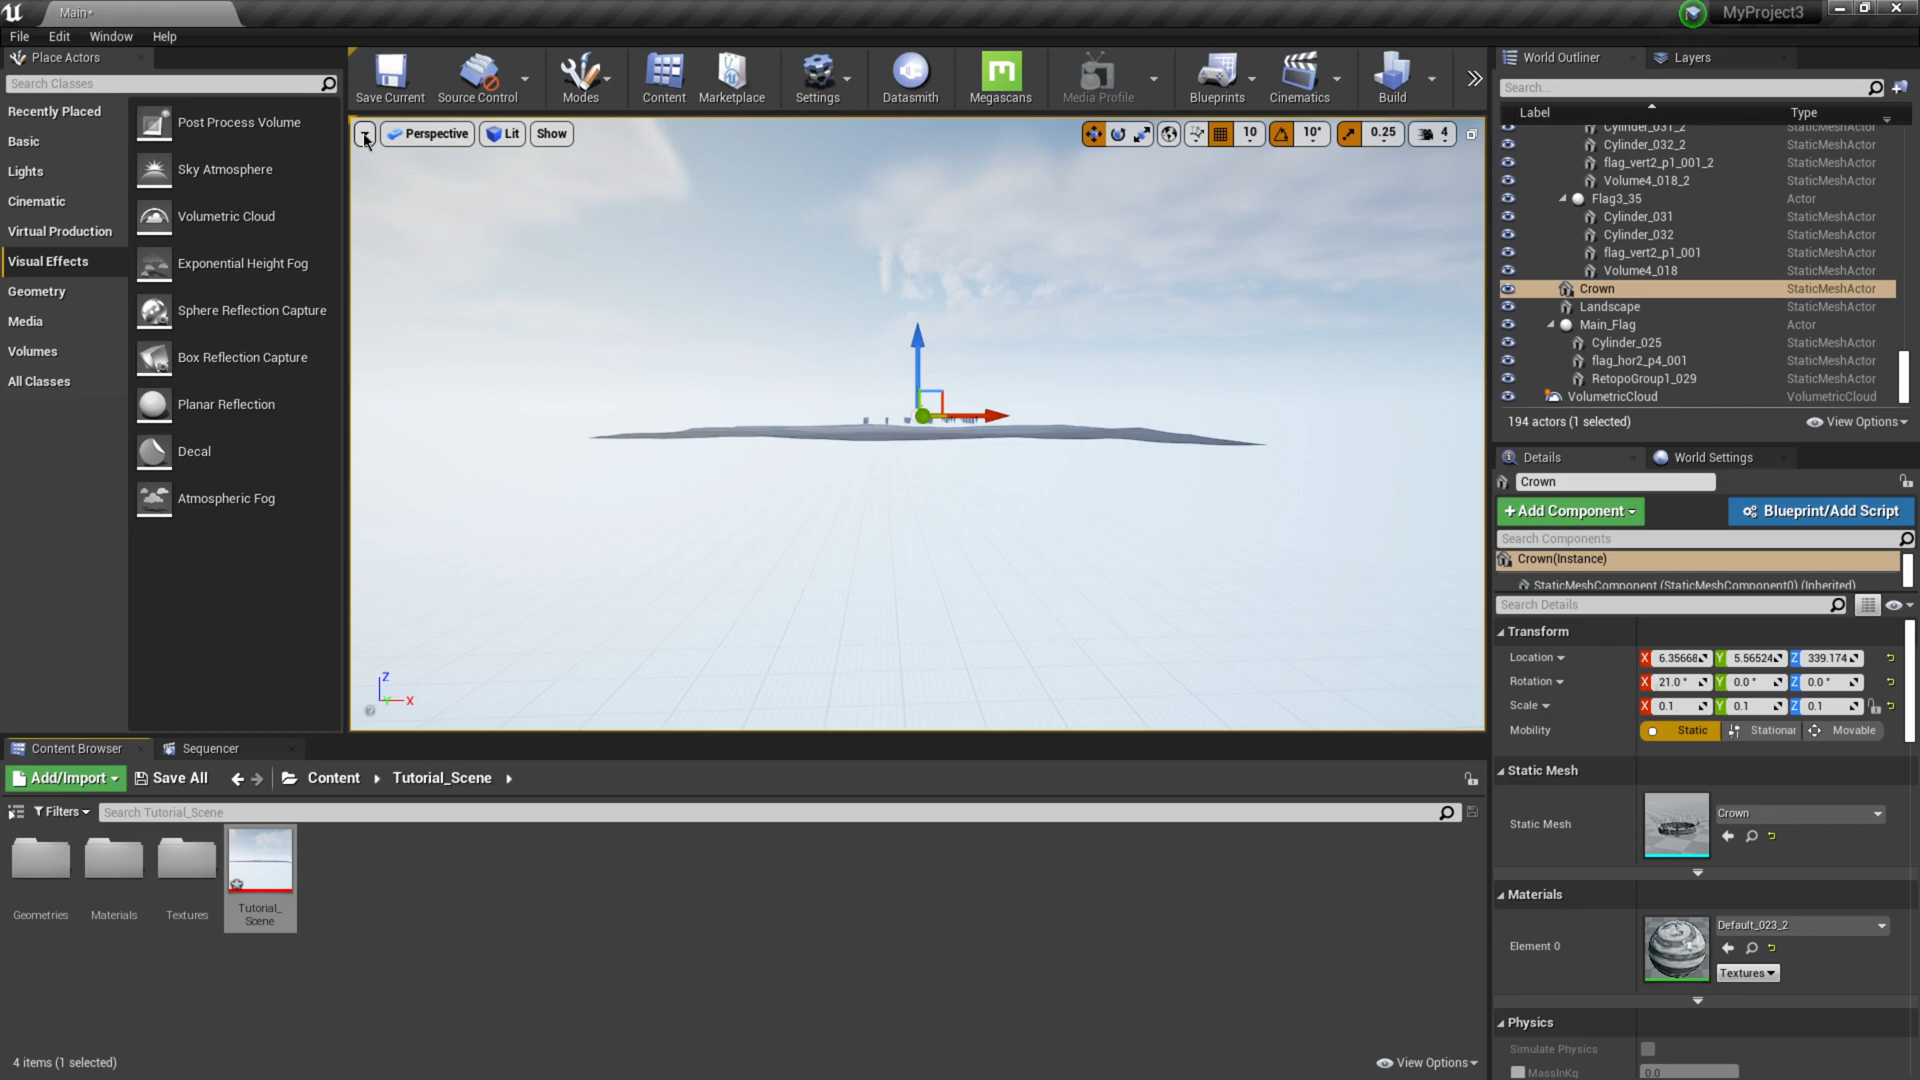 Main*
MyProject3
File Edit Window Help
Place Actors
Search Classes
Recently Placed
Basic
Lights
Cinematic
Virtual Production
Visual Effects
Geometry
Media
Volumes
All Classes
Post Process Volume
Sky Atmosphere
Volumetric Cloud
Exponential Height Fog
Sphere Reflection Capture
Box Reflection Capture
Planar Reflection
Decal
Atmospheric Fog
Save Current Source Control Modes Content Marketplace Settings Datasmith Megascans Media Profile Blueprints Cinematics Build
Perspective Lit Show
10 10° 0.25 4
Z
Y X
World Outliner Layers
Search...
Label Type
Cylinder_031_2 StaticMeshActor
Cylinder_032_2 StaticMeshActor
flag_vert2_p1_001_2 StaticMeshActor
Volume4_018_2 StaticMeshActor
Flag3_35 Actor
Cylinder_031 StaticMeshActor
Cylinder_032 StaticMeshActor
flag_vert2_p1_001 StaticMeshActor
Volume4_018 StaticMeshActor
Crown StaticMeshActor
Landscape StaticMeshActor
Main_Flag Actor
Cylinder_025 StaticMeshActor
flag_hor2_p4_001 StaticMeshActor
RetopoGroup1_029 StaticMeshActor
VolumetricCloud VolumetricCloud
194 actors (1 selected) View Options
Details World Settings
Crown
+Add Component Blueprint/Add Script
Search Components
Crown(Instance)
StaticMeshComponent (StaticMeshComponent0) (Inherited)
Search Details
Transform
Location X 6.35668 Y 5.56524 Z 339.174
Rotation X 21.0 ° Y 0.0 ° Z 0.0 °
Scale X 0.1 Y 0.1 Z 0.1
Mobility Static Stationar Movable
Static Mesh
Static Mesh Crown
Materials
Element 0 Default_023_2
Textures
Physics
Simulate Physics
MassInKg 0.0
Content Browser Sequencer
Add/Import Save All Content Tutorial_Scene
Filters Search Tutorial_Scene
Geometries Materials Textures Tutorial_
Scene
4 items (1 selected) View Options